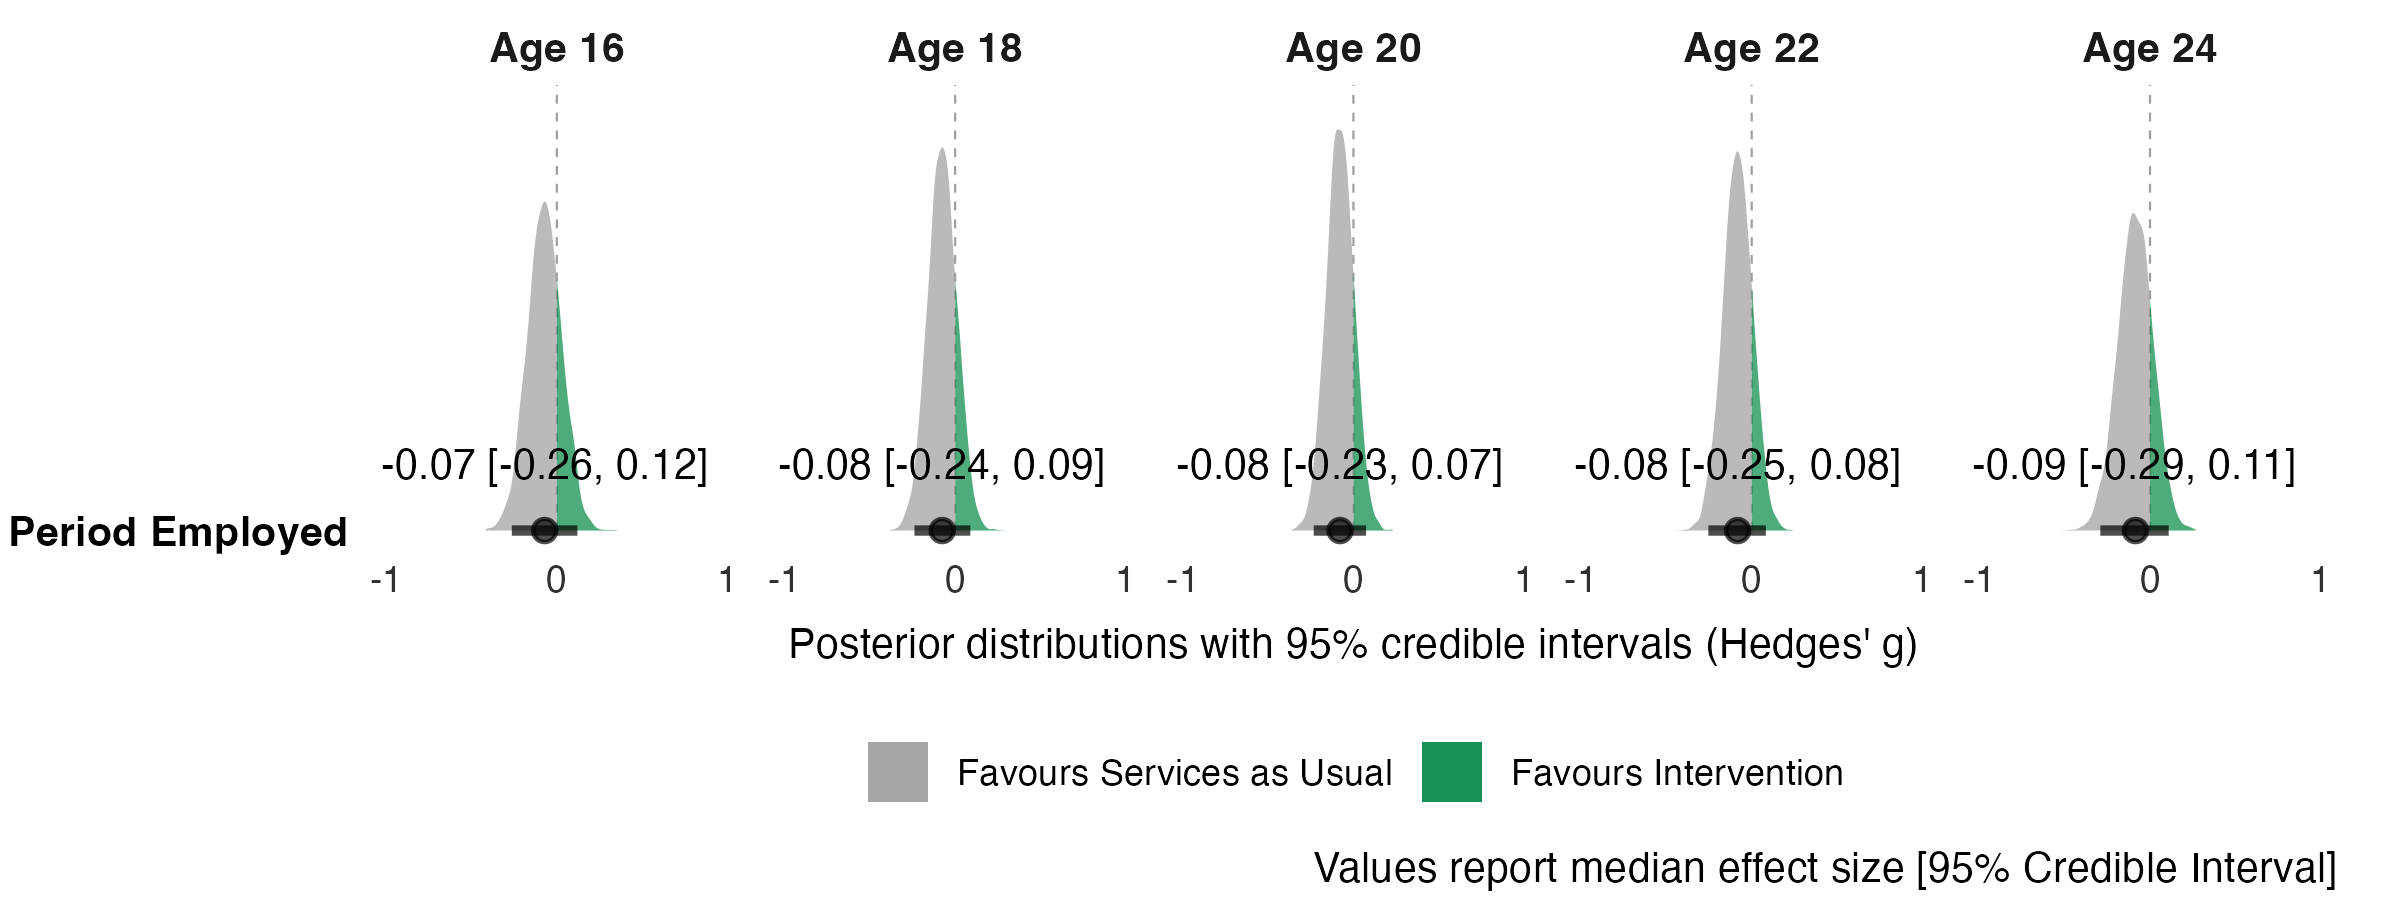 Age 16 Age 18 Age 20 Age 22 Age 24
-0.07 [-0.26, 0.12] -0.08 [-0.24, 0.09] -0.08 [-0.23, 0.07] -0.08 [-0.25, 0.08] -0.09 [-0.29, 0.11]
Period Employed
-1 0 1 -1 0 1 -1 0 1 -1 0 1 -1 0 1
Posterior distributions with 95% credible intervals (Hedges' g)
Favours Services as Usual Favours Intervention
Values report median effect size [95% Credible Interval]